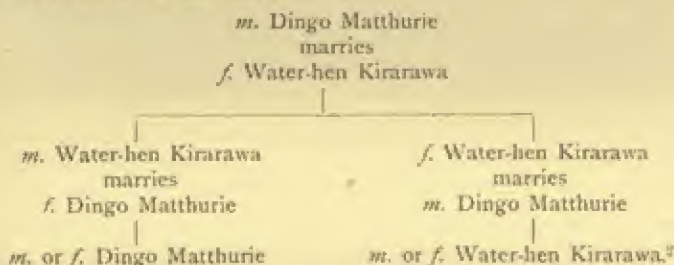 m. Dingo Matthurie
marries
f. Water-hen Kirarawa
m. Water-hen Kirarawa
marries
f. Dingo Matthurie
m. or f. Dingo Matthurie
f. Water-hen Kirarawa
marries
m. Dingo Matthurie
m. or f. Water-hen Kirarawa.²